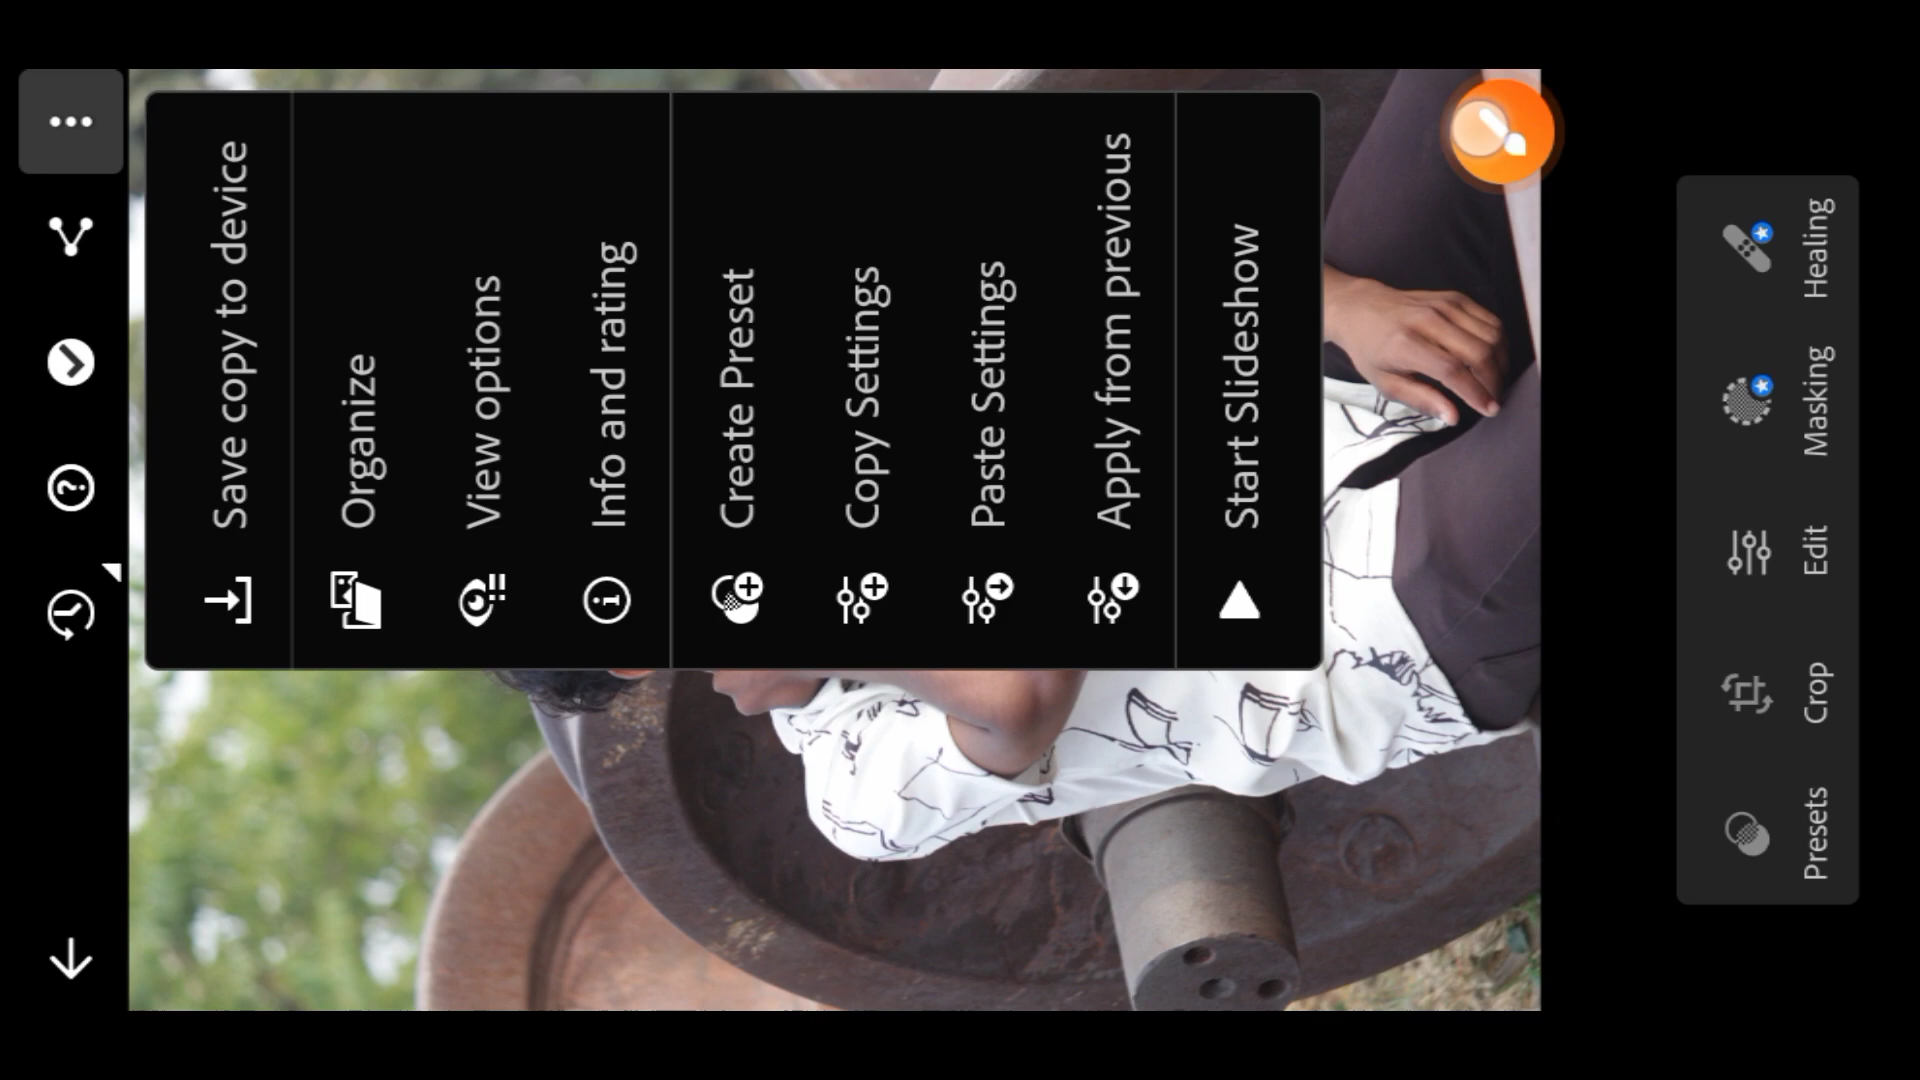 Save copy to device
Organize
View options
Info and rating
Create Preset
Copy Settings
Paste Settings
Apply from previous
Start Slideshow
Presets
Crop
Edit
Masking
Healing